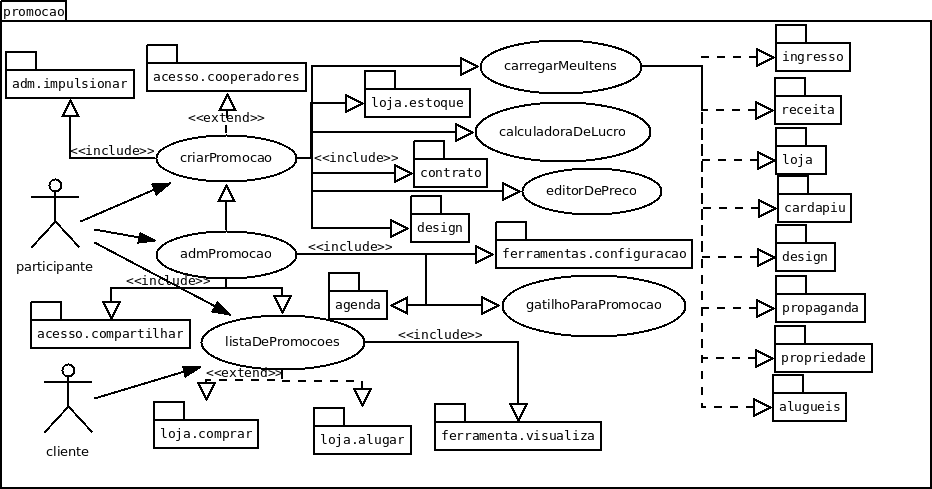 promocao
adm.impulsionar
acesso.cooperadores
carregarMeuItens
ingresso
loja.estoque
receita
<<extend>>
calculadoraDeLucro
<<include>>
criarPromocao
<<include>>
loja
contrato
editorDePreco
cardapiu
participante
design
admPromocao
<<include>>
ferramentas.configuracao
design
<<include>>
agenda
gatilhoParaPromocao
propaganda
acesso.compartilhar
listaDePromocoes
<<include>>
propriedade
<<extend>>
cliente
loja.comprar
loja.alugar
ferramenta.visualiza
alugueis